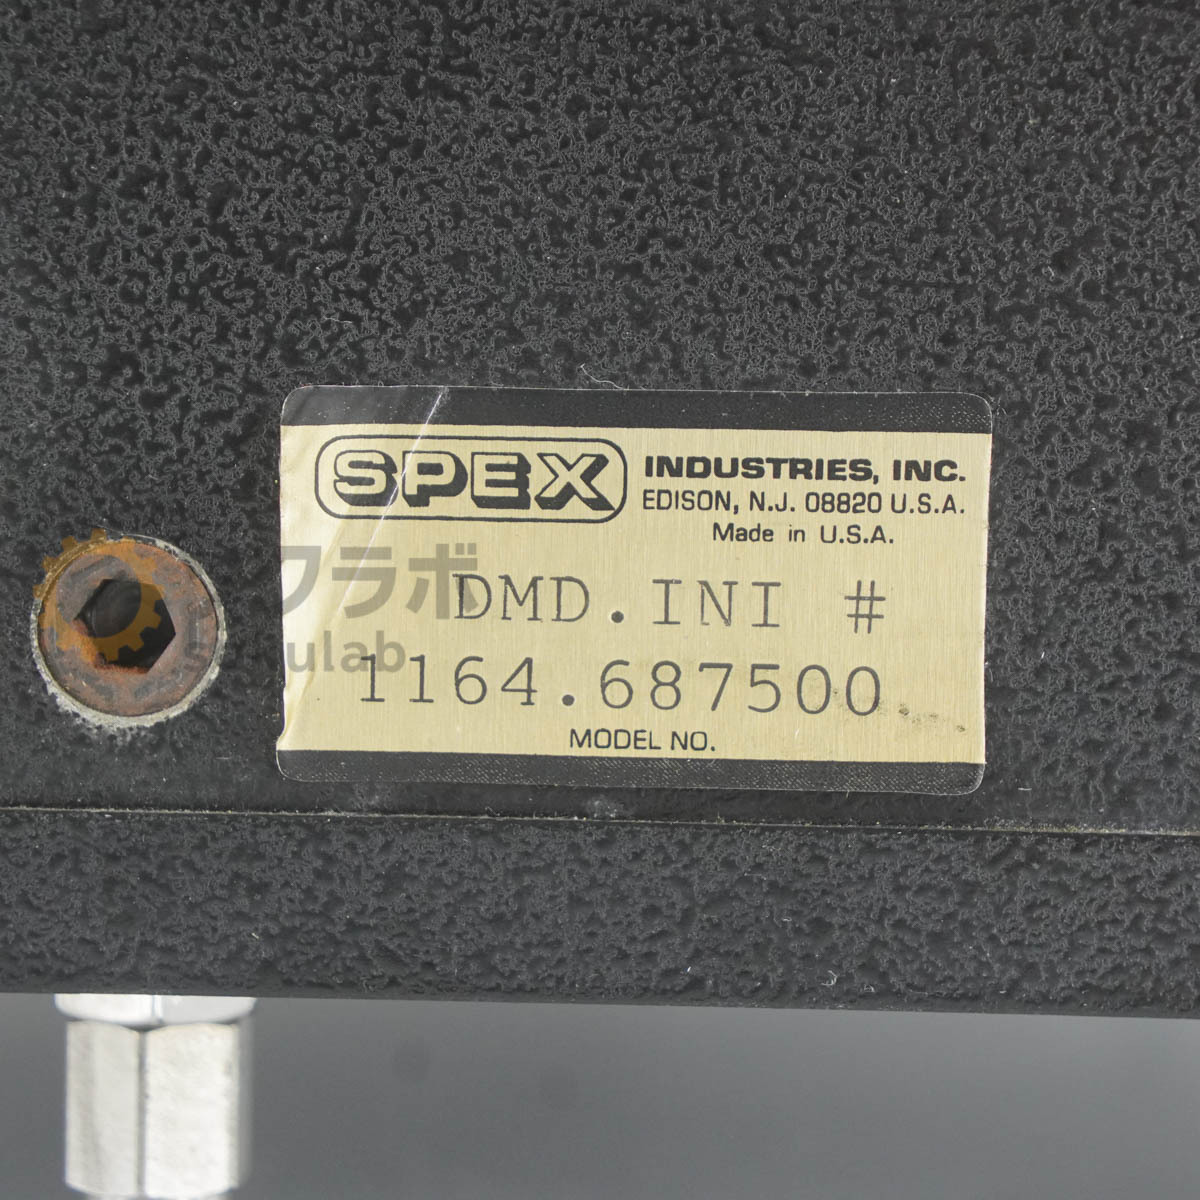 SPEX INDUSTRIES, INC.
EDISON, N.J. 08820 U.S.A.
Made in U.S.A.
DMD.INI #
1164.687500
MODEL NO.
フラボ